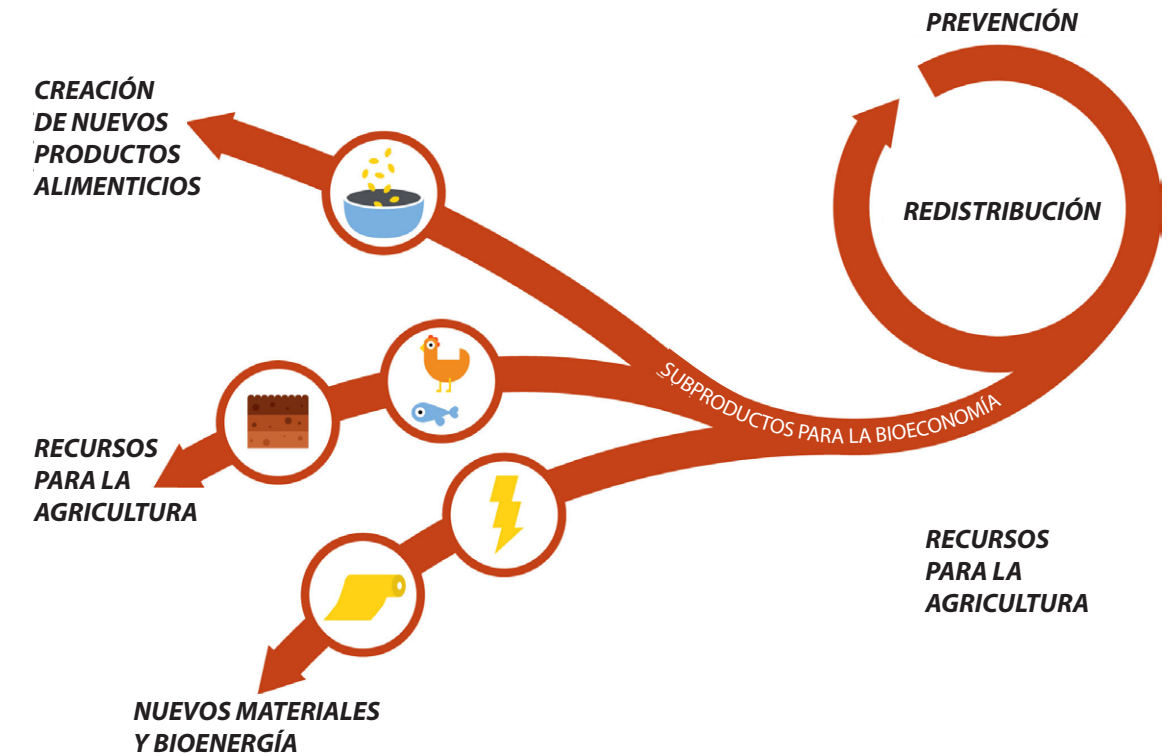 PREVENCIÓN
CREACIÓN
DE NUEVOS
PRODUCTOS
ALIMENTICIOS
REDISTRIBUCIÓN
SUBPRODUCTOS PARA LA BIOECONOMÍA
RECURSOS
PARA LA
AGRICULTURA
RECURSOS
PARA LA
AGRICULTURA
NUEVOS MATERIALES
Y BIOENERGÍA